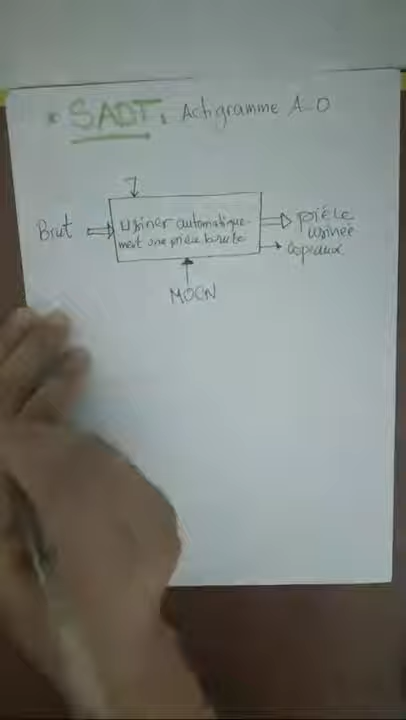 * SADT: Actigramme A-0
Brut
Usiner automatique-
ment une pièce brute
pièce
usinée
copeaux
MOCN